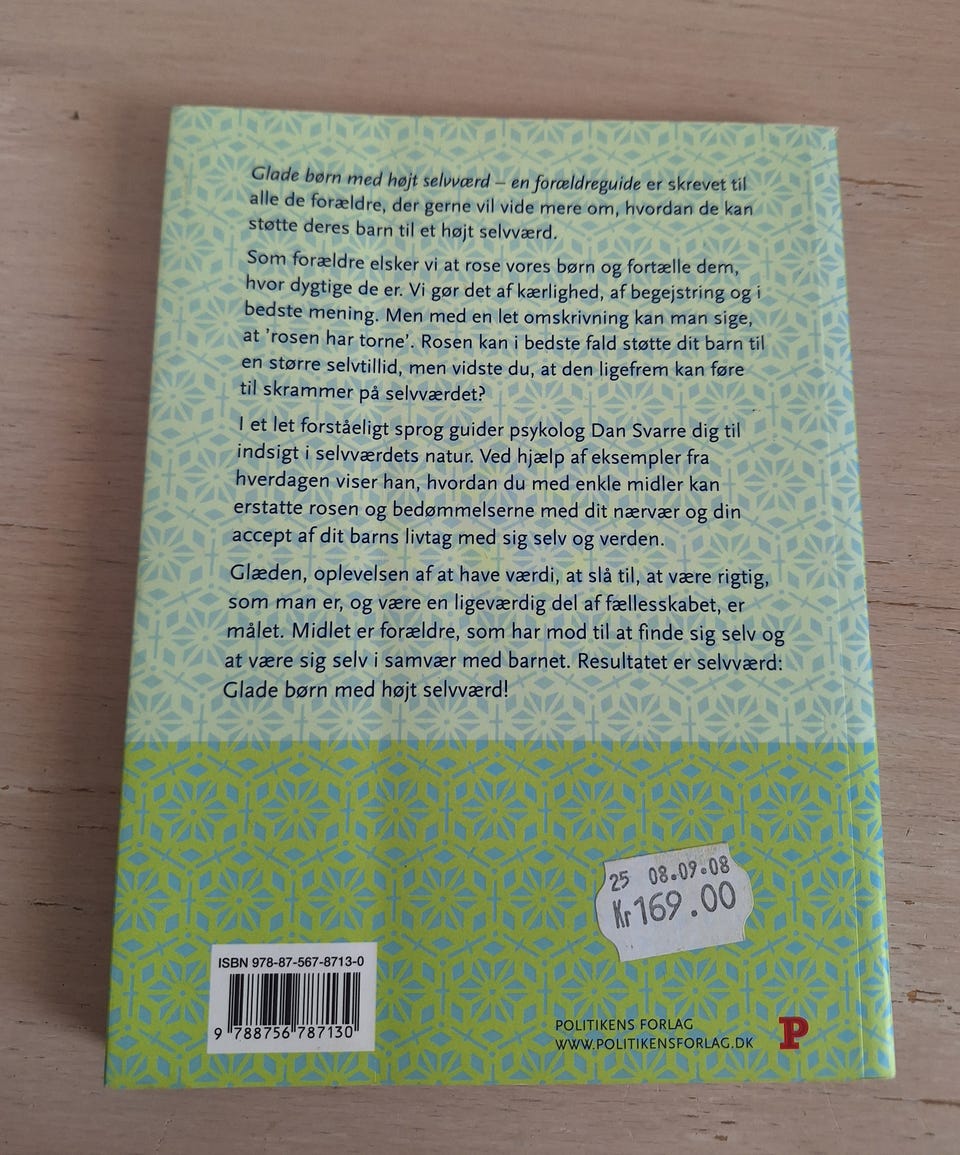 Glade børn med højt selvværd – en forældreguide er skrevet til
alle de forældre, der gerne vil vide mere om, hvordan de kan
støtte deres barn til et højt selvværd.
Som forældre elsker vi at rose vores børn og fortælle dem,
hvor dygtige de er. Vi gør det af kærlighed, af begejstring og i
bedste mening. Men med en let omskrivning kan man sige,
at ’rosen har torne’. Rosen kan i bedste fald støtte dit barn til
en større selvtillid, men vidste du, at den ligefrem kan føre
til skrammer på selvværdet?
I et let forståeligt sprog guider psykolog Dan Svarre dig til
indsigt i selvværdets natur. Ved hjælp af eksempler fra
hverdagen viser han, hvordan du med enkle midler kan
erstatte rosen og bedømmelserne med dit nærvær og din
accept af dit barns livtag med sig selv og verden.
Glæden, oplevelsen af at have værdi, at slå til, at være rigtig,
som man er, og være en ligeværdig del af fællesskabet, er
målet. Midlet er forældre, som har mod til at finde sig selv og
at være sig selv i samvær med barnet. Resultatet er selvværd:
Glade børn med højt selvværd!
25 08.09.08
Kr169.00
ISBN 978-87-567-8713-0
9 788756 787130
POLITIKENS FORLAG
WWW.POLITIKENSFORLAG.DK
P